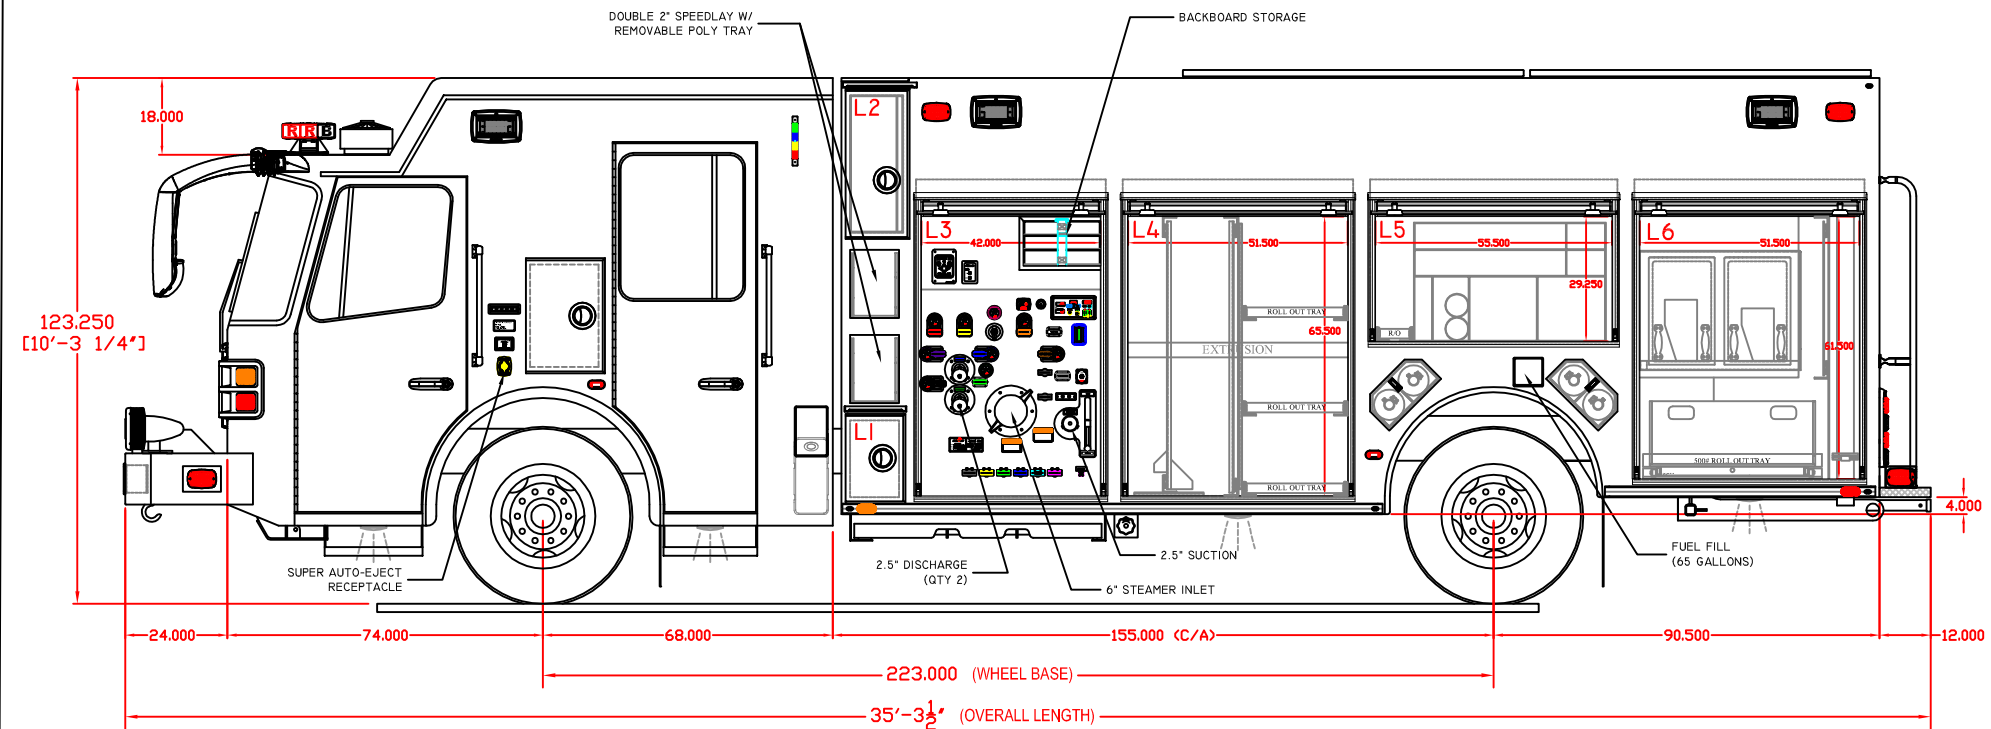 DOUBLE 2" SPEEDLAY W/
REMOVABLE POLY TRAY
BACKBOARD STORAGE
18.000
R R B
L2
L3
42.000
L4
51.500
L5
55.500
L6
51.500
29.250
ROLL OUT TRAY
R/O
65.500
EXTRUSION
61.500
123.250
[10'-3 1/4"]
ROLL OUT TRAY
L1
500# ROLL OUT TRAY
ROLL OUT TRAY
4.000
SUPER AUTO-EJECT
RECEPTACLE
2.5" DISCHARGE
(QTY 2)
2.5" SUCTION
6" STEAMER INLET
FUEL FILL
(65 GALLONS)
24.000
74.000
68.000
155.000 (C/A)
90.500
12.000
223.000 (WHEEL BASE)
35'-3 1/2" (OVERALL LENGTH)